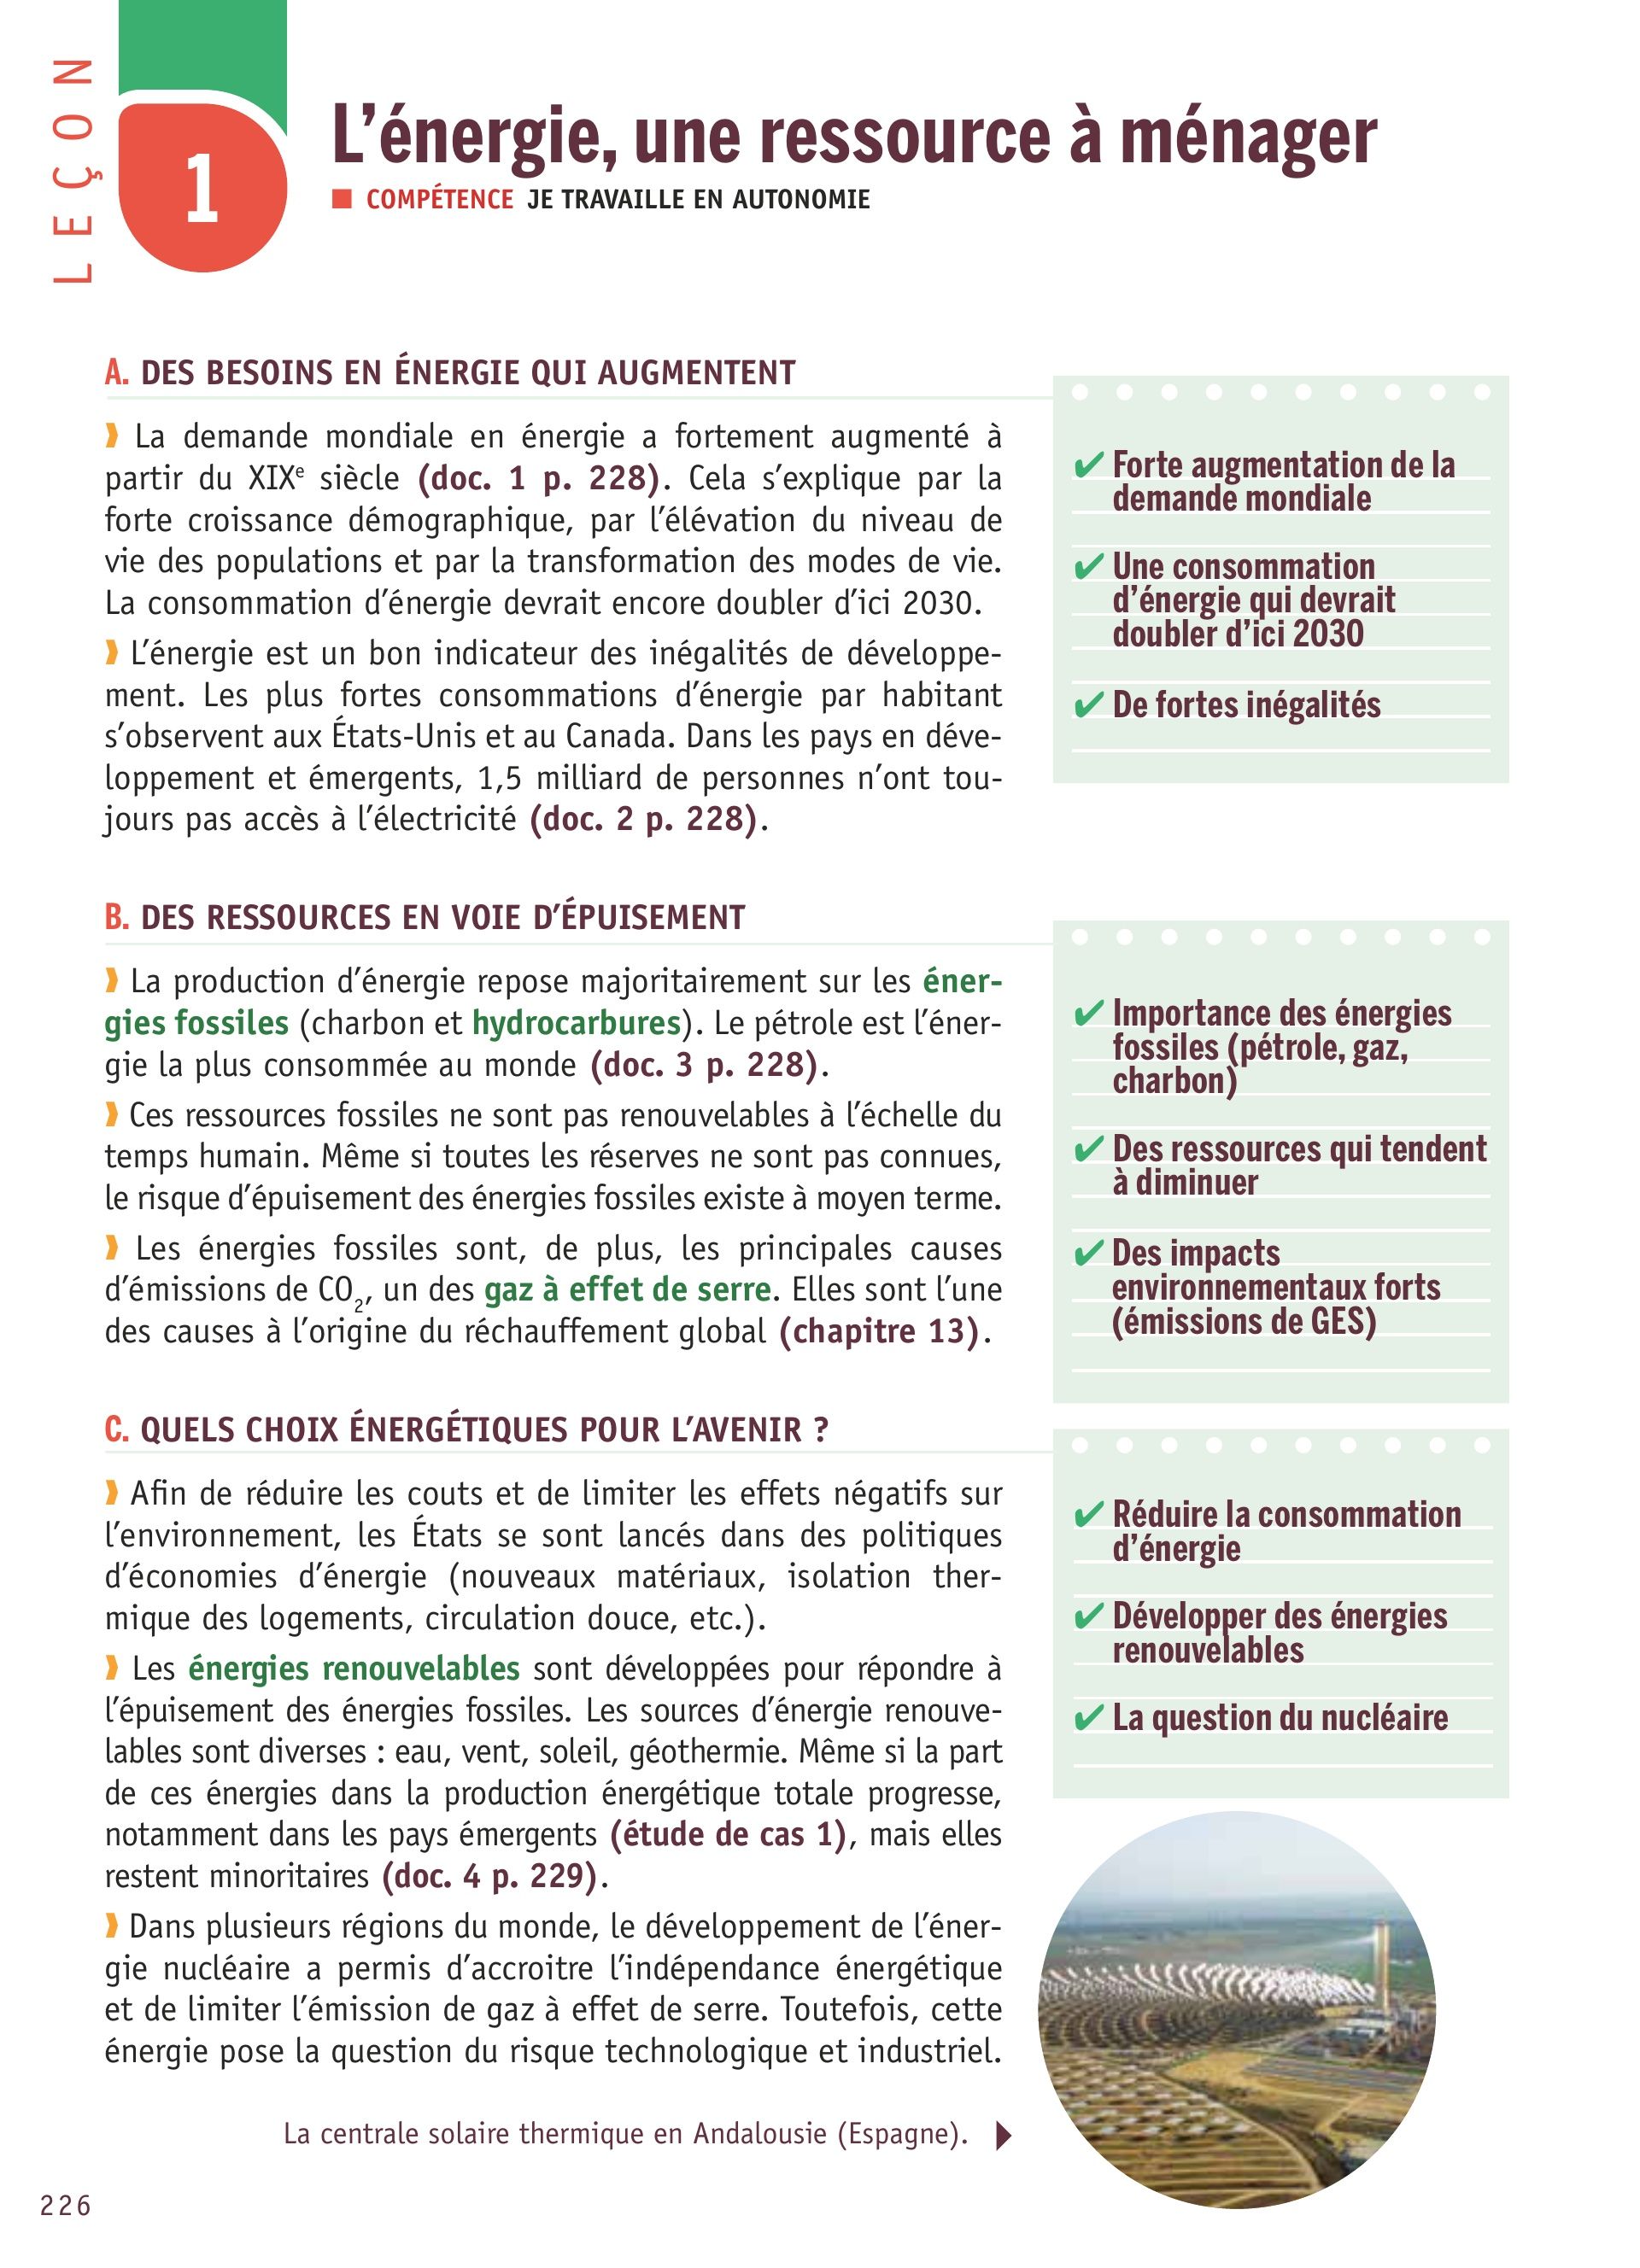 LEÇON
1
L’énergie, une ressource à ménager
■ COMPÉTENCE JE TRAVAILLE EN AUTONOMIE
A. DES BESOINS EN ÉNERGIE QUI AUGMENTENT
❱ La demande mondiale en énergie a fortement augmenté à
partir du XIXe siècle (doc. 1 p. 228). Cela s’explique par la
forte croissance démographique, par l’élévation du niveau de
vie des populations et par la transformation des modes de vie.
La consommation d’énergie devrait encore doubler d’ici 2030.
❱ L’énergie est un bon indicateur des inégalités de développe-
ment. Les plus fortes consommations d’énergie par habitant
s’observent aux États-Unis et au Canada. Dans les pays en déve-
loppement et émergents, 1,5 milliard de personnes n’ont tou-
jours pas accès à l’électricité (doc. 2 p. 228).
✔ Forte augmentation de la
demande mondiale
✔ Une consommation
d’énergie qui devrait
doubler d’ici 2030
✔ De fortes inégalités
B. DES RESSOURCES EN VOIE D’ÉPUISEMENT
❱ La production d’énergie repose majoritairement sur les éner-
gies fossiles (charbon et hydrocarbures). Le pétrole est l’éner-
gie la plus consommée au monde (doc. 3 p. 228).
❱ Ces ressources fossiles ne sont pas renouvelables à l’échelle du
temps humain. Même si toutes les réserves ne sont pas connues,
le risque d’épuisement des énergies fossiles existe à moyen terme.
❱ Les énergies fossiles sont, de plus, les principales causes
d’émissions de CO2, un des gaz à effet de serre. Elles sont l’une
des causes à l’origine du réchauffement global (chapitre 13).
✔ Importance des énergies
fossiles (pétrole, gaz,
charbon)
✔ Des ressources qui tendent
à diminuer
✔ Des impacts
environnementaux forts
(émissions de GES)
C. QUELS CHOIX ÉNERGÉTIQUES POUR L’AVENIR ?
❱ Afin de réduire les couts et de limiter les effets négatifs sur
l’environnement, les États se sont lancés dans des politiques
d’économies d’énergie (nouveaux matériaux, isolation ther-
mique des logements, circulation douce, etc.).
❱ Les énergies renouvelables sont développées pour répondre à
l’épuisement des énergies fossiles. Les sources d’énergie renouve-
lables sont diverses : eau, vent, soleil, géothermie. Même si la part
de ces énergies dans la production énergétique totale progresse,
notamment dans les pays émergents (étude de cas 1), mais elles
restent minoritaires (doc. 4 p. 229).
❱ Dans plusieurs régions du monde, le développement de l’éner-
gie nucléaire a permis d’accroitre l’indépendance énergétique
et de limiter l’émission de gaz à effet de serre. Toutefois, cette
énergie pose la question du risque technologique et industriel.
✔ Réduire la consommation
d’énergie
✔ Développer des énergies
renouvelables
✔ La question du nucléaire
La centrale solaire thermique en Andalousie (Espagne). ▶
226